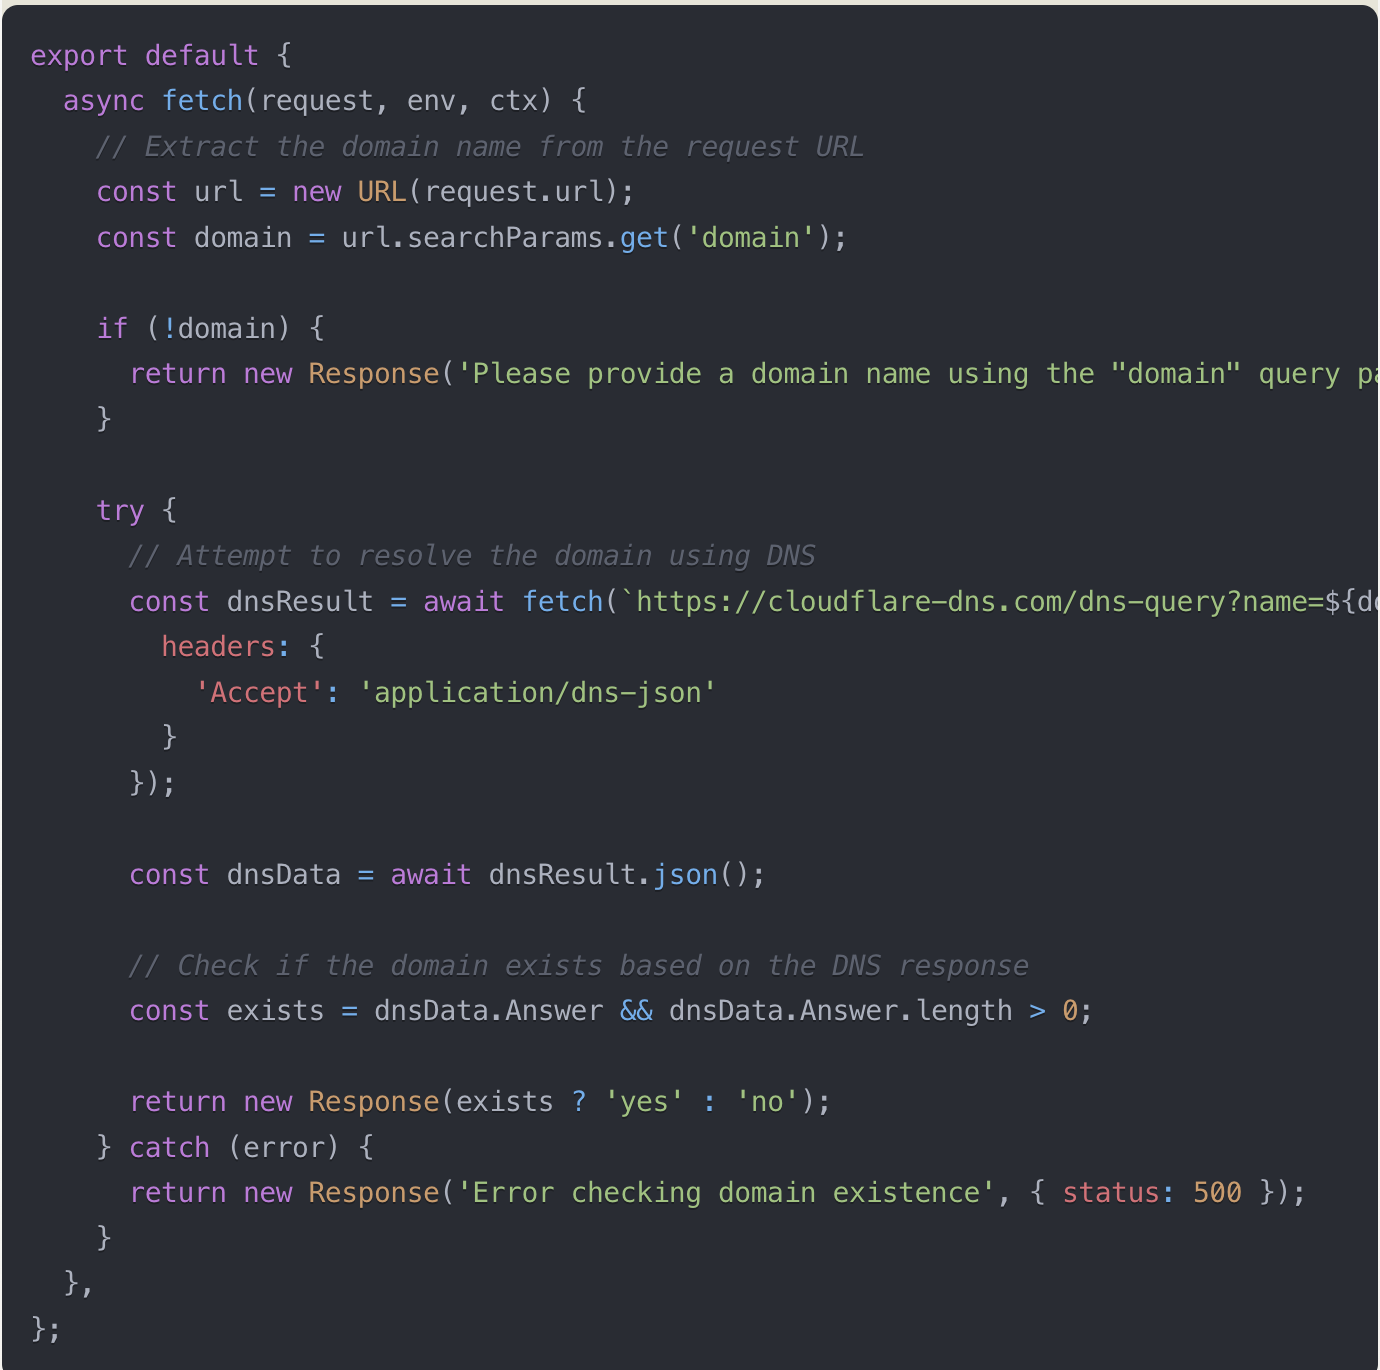 export default {
  async fetch(request, env, ctx) {
    // Extract the domain name from the request URL
    const url = new URL(request.url);
    const domain = url.searchParams.get('domain');

    if (!domain) {
      return new Response('Please provide a domain name using the "domain" query pa
    }

    try {
      // Attempt to resolve the domain using DNS
      const dnsResult = await fetch(`https://cloudflare-dns.com/dns-query?name=${do
        headers: {
          'Accept': 'application/dns-json'
        }
      });

      const dnsData = await dnsResult.json();

      // Check if the domain exists based on the DNS response
      const exists = dnsData.Answer && dnsData.Answer.length > 0;

      return new Response(exists ? 'yes' : 'no');
    } catch (error) {
      return new Response('Error checking domain existence', { status: 500 });
    }
  },
};